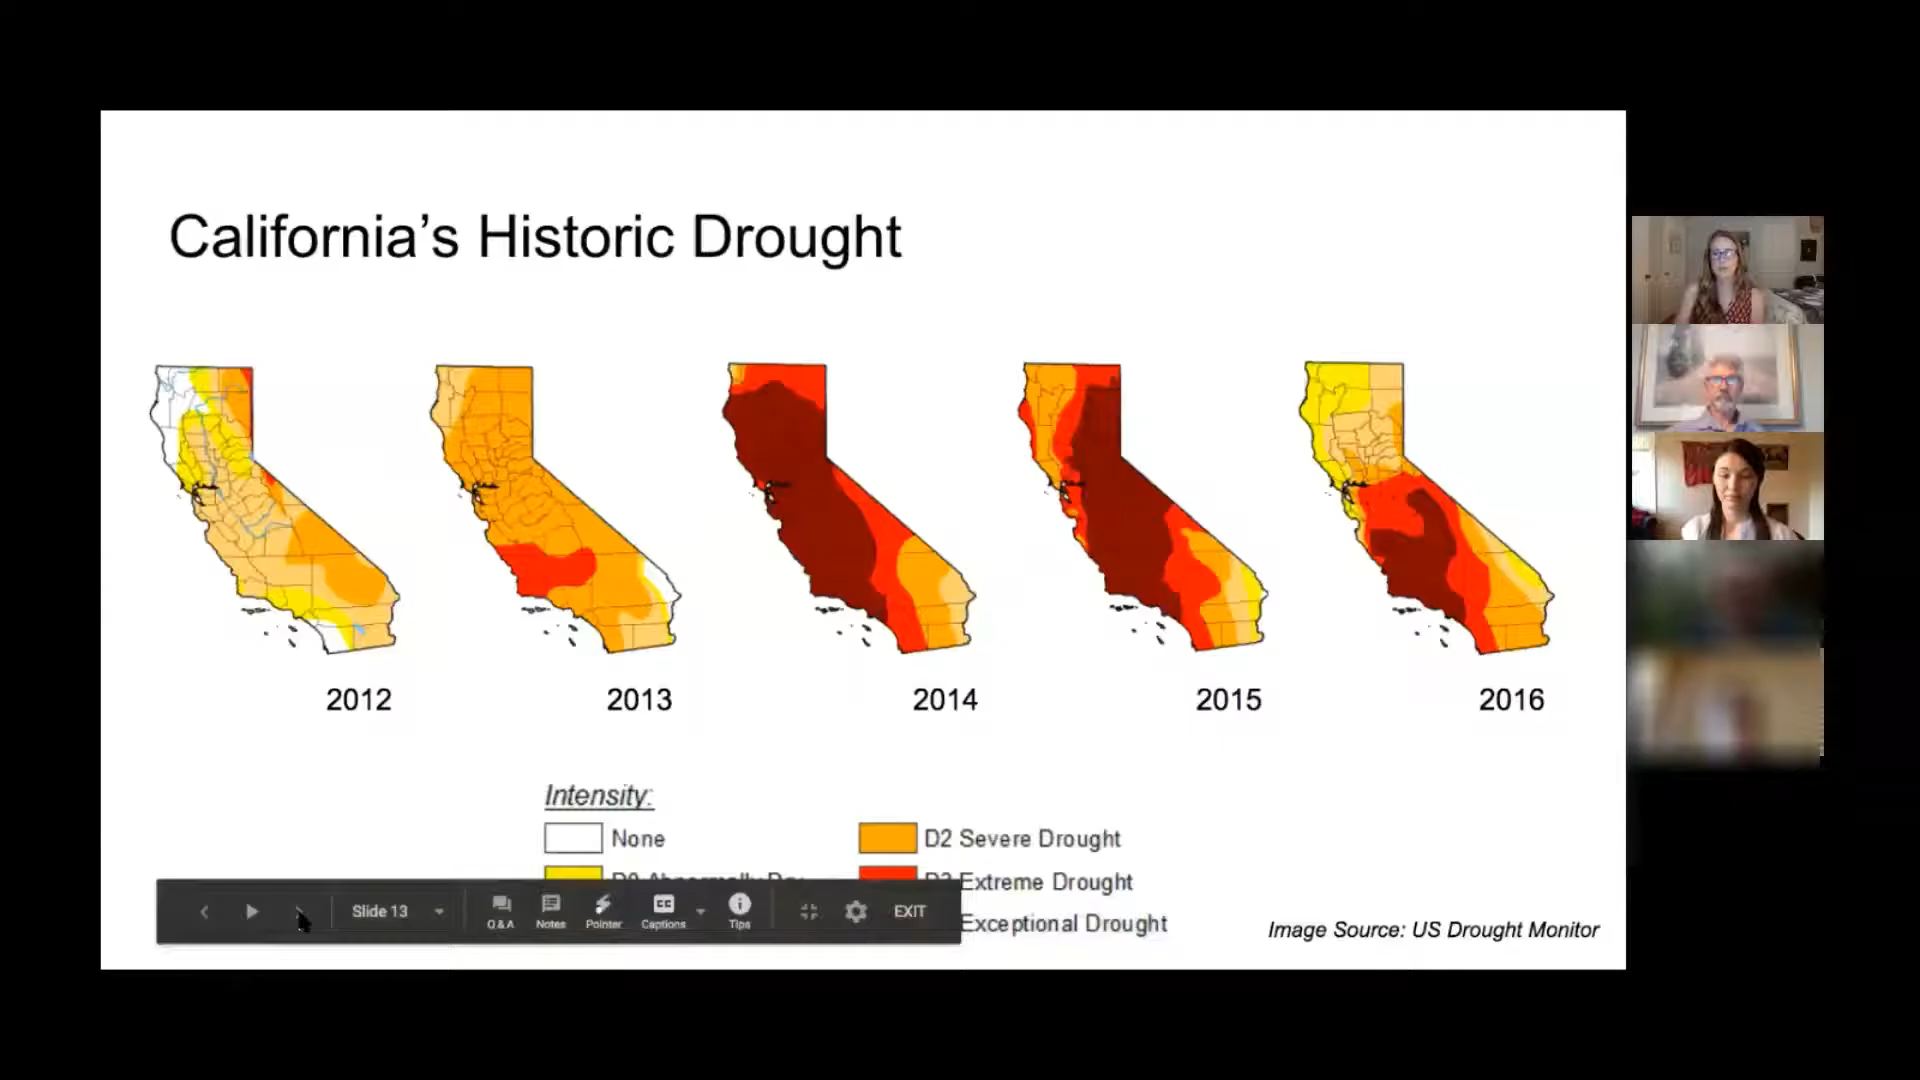 California's Historic Drought
2012
2013
2014
2015
2016
Intensity:
None
D2 Severe Drought
D0 Abnormally Dry
D3 Extreme Drought
Exceptional Drought
Slide 13
Q&A
Notes
Pointer
CC
Captions
Tips
EXIT
Image Source: US Drought Monitor